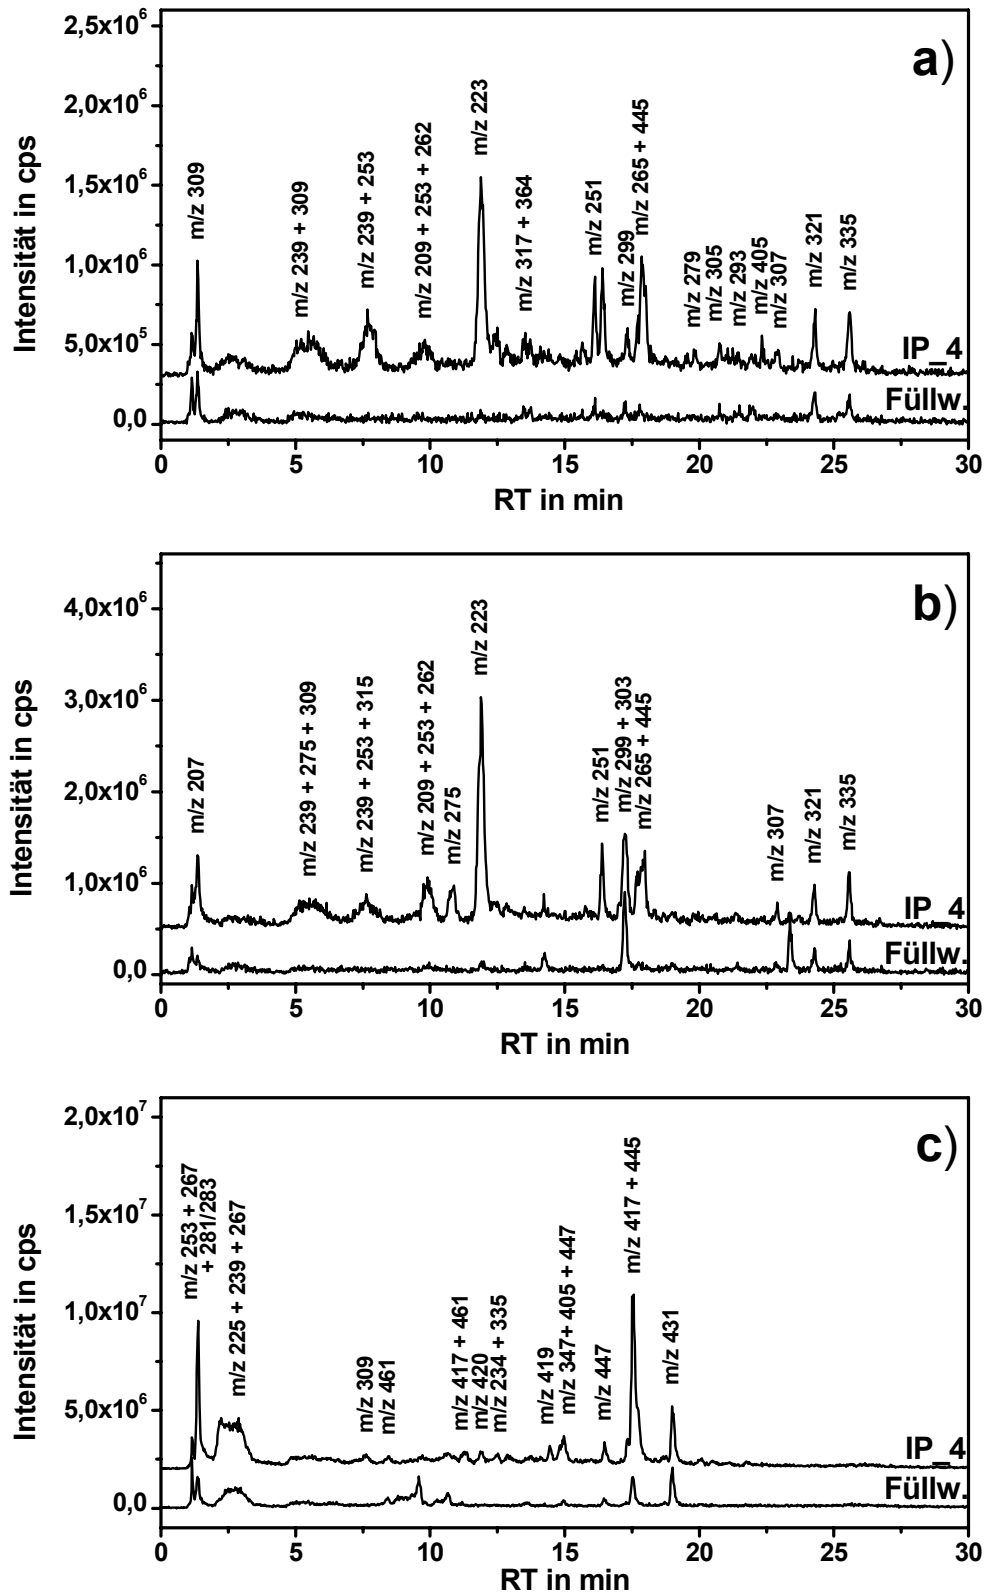 a)
Intensität in cps
2,5x10⁶
2,0x10⁶
1,5x10⁶
1,0x10⁶
5,0x10⁵
0,0
m/z 309
m/z 239 + 309
m/z 239 + 253
m/z 209 + 253 + 262
m/z 223
m/z 317 + 364
m/z 251
m/z 299
m/z 265 + 445
m/z 279
m/z 305
m/z 293
m/z 405
m/z 307
m/z 321
m/z 335
IP_4
Füllw.
0 5 10 15 20 25 30
RT in min
b)
Intensität in cps
4,0x10⁶
3,0x10⁶
2,0x10⁶
1,0x10⁶
0,0
m/z 207
m/z 239 + 275 + 309
m/z 239 + 253 + 315
m/z 209 + 253 + 262
m/z 275
m/z 223
m/z 251
m/z 299 + 303
m/z 265 + 445
m/z 307
m/z 321
m/z 335
IP_4
Füllw.
0 5 10 15 20 25 30
RT in min
c)
Intensität in cps
2,0x10⁷
1,5x10⁷
1,0x10⁷
5,0x10⁶
0,0
m/z 253 + 267
+ 281/283
m/z 225 + 239 + 267
m/z 309
m/z 461
m/z 417 + 461
m/z 420
m/z 234 + 335
m/z 419
m/z 347+ 405 + 447
m/z 447
m/z 417 + 445
m/z 431
IP_4
Füllw.
0 5 10 15 20 25 30
RT in min